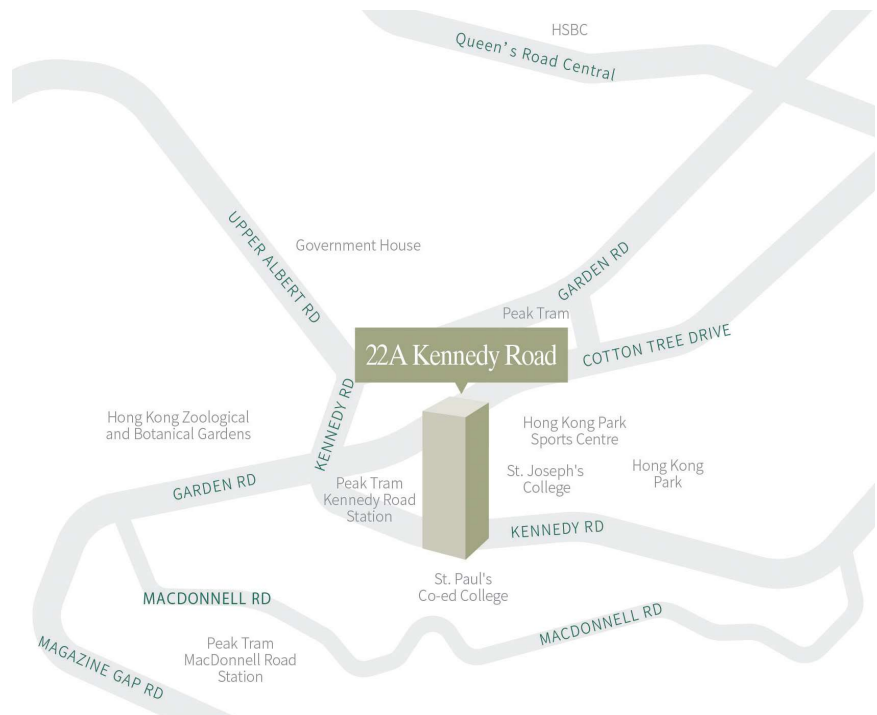 HSBC
Queen's Road Central
UPPER ALBERT RD
Government House
GARDEN RD
Peak Tram
22A Kennedy Road
COTTON TREE DRIVE
KENNEDY RD
Hong Kong Zoological
and Botanical Gardens
Hong Kong Park
Sports Centre
St. Joseph's
College
Hong Kong
Park
GARDEN RD
Peak Tram
Kennedy Road
Station
KENNEDY RD
St. Paul's
Co-ed College
MACDONNELL RD
MACDONNELL RD
Peak Tram
MacDonnell Road
Station
MAGAZINE GAP RD